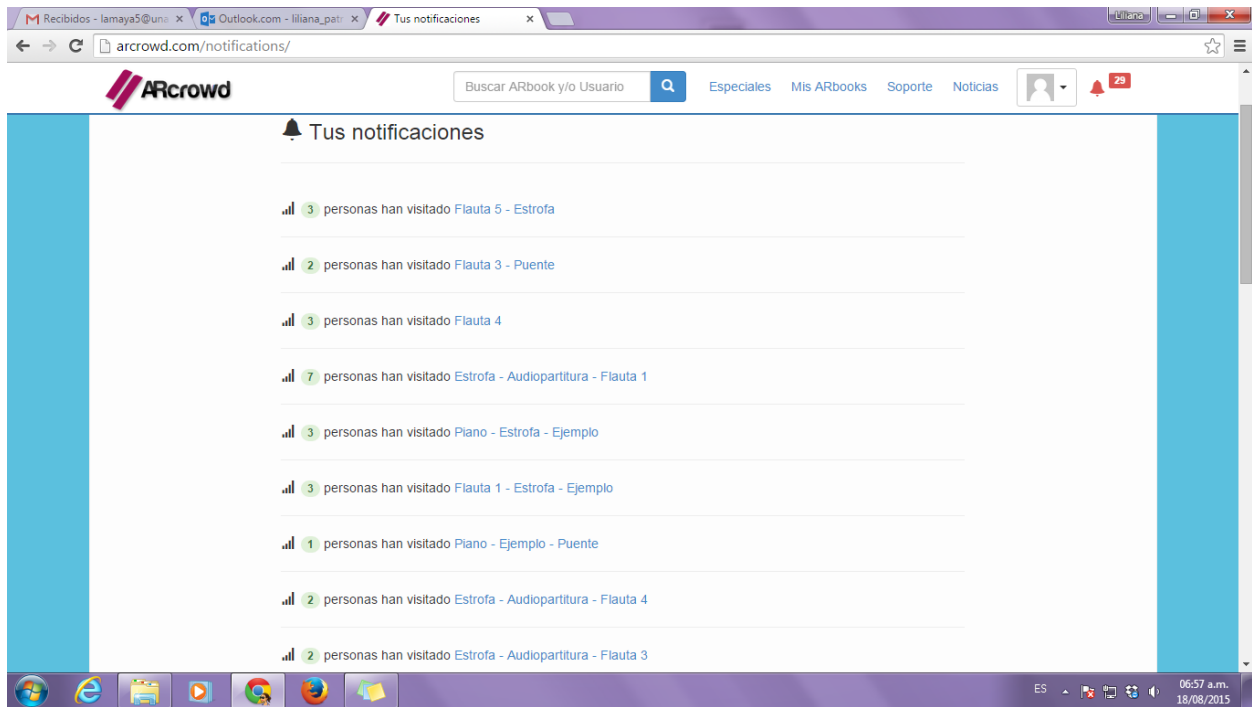 Recibidos - lamaya5@una
Outlook.com - liliana_patr
Tus notificaciones
Liliana
arcrowd.com/notifications/
ARcrowd
Buscar ARbook y/o Usuario
Especiales
Mis ARbooks
Soporte
Noticias
29
Tus notificaciones
3 personas han visitado Flauta 5 - Estrofa
2 personas han visitado Flauta 3 - Puente
3 personas han visitado Flauta 4
7 personas han visitado Estrofa - Audiopartitura - Flauta 1
3 personas han visitado Piano - Estrofa - Ejemplo
3 personas han visitado Flauta 1 - Estrofa - Ejemplo
1 personas han visitado Piano - Ejemplo - Puente
2 personas han visitado Estrofa - Audiopartitura - Flauta 4
2 personas han visitado Estrofa - Audiopartitura - Flauta 3
ES
06:57 a.m.
18/08/2015